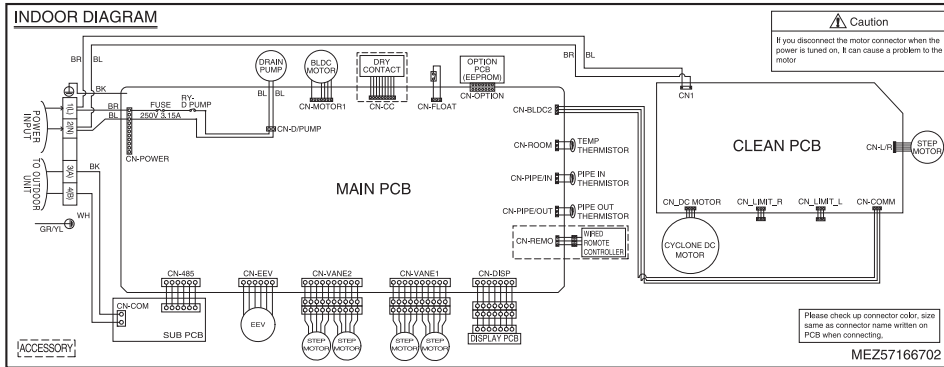 INDOOR DIAGRAM
Caution
If you disconnect the motor connector when the
power is tuned on, It can cause a problem to the
motor
BR BL
BR BL
BK
BR
BL
FUSE
250V 3.15A
RY-
D PUMP
DRAIN
PUMP
BL BL
CN-D/PUMP
BLDC
MOTOR
CN-MOTOR1
DRY
CONTACT
CN-CC
CN-FLOAT
OPTION
PCB
(EEPROM)
CN-OPTION
POWER
INPUT
1(L)
2(N)
3(A)
4(B)
TO OUTDOOR
UNIT
BK
WH
GR/YL
CN-POWER
MAIN PCB
CN-BLDC2
CN-ROOM
TEMP
THERMISTOR
CN-PIPE/IN
PIPE IN
THERMISTOR
CN-PIPE/OUT
PIPE OUT
THERMISTOR
CN-REMO
WIRED
ROMOTE
CONTROLLER
CN1
CLEAN PCB
CN-L/R
STEP
MOTOR
CN_DC MOTOR
CN_LIMIT_R
CN_LIMIT_L
CN-COMM
CYCLONE DC
MOTOR
CN-485
CN-EEV
CN-VANE2
CN-VANE1
CN-DISP
CN-COM
SUB PCB
EEV
STEP
MOTOR
STEP
MOTOR
STEP
MOTOR
STEP
MOTOR
DISPLAY PCB
ACCESSORY
Please check up connector color, size
same as connector name written on
PCB when connecting,
MEZ57166702